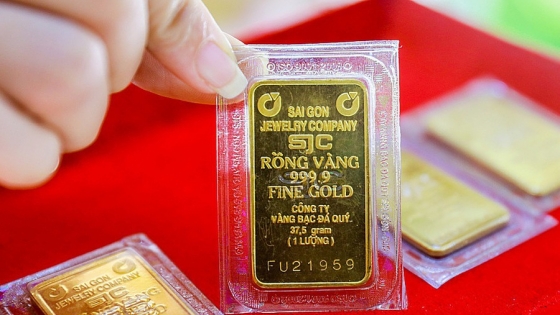 SAI GON
JEWELRY COMPANY
SJC
RỒNG VÀNG
999.9
FINE GOLD
CÔNG TY
VÀNG BẠC ĐÁ QUÝ.
37,5 gram
(1 LƯỢNG)
FU21959
SAI GON
JEWELRY COMPANY
SJC